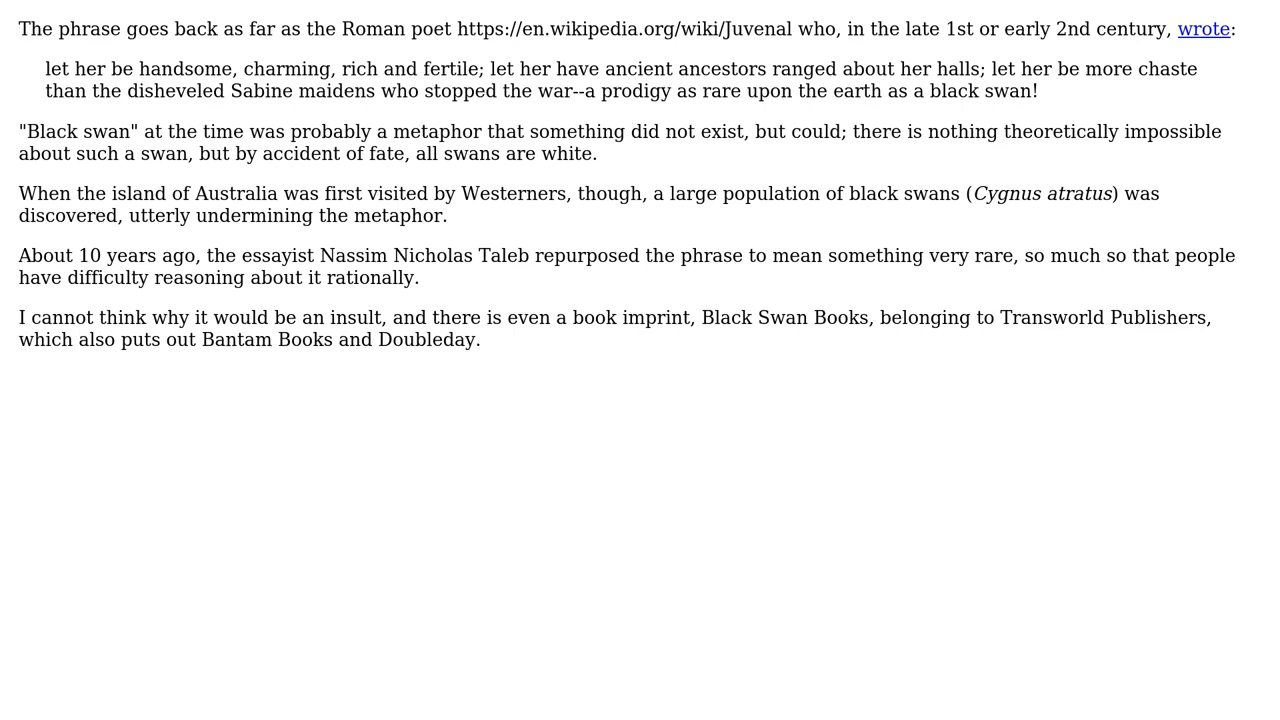 The phrase goes back as far as the Roman poet https://en.wikipedia.org/wiki/Juvenal who, in the late 1st or early 2nd century, wrote:
let her be handsome, charming, rich and fertile; let her have ancient ancestors ranged about her halls; let her be more chaste
than the disheveled Sabine maidens who stopped the war--a prodigy as rare upon the earth as a black swan!
"Black swan" at the time was probably a metaphor that something did not exist, but could; there is nothing theoretically impossible
about such a swan, but by accident of fate, all swans are white.
When the island of Australia was first visited by Westerners, though, a large population of black swans (Cygnus atratus) was
discovered, utterly undermining the metaphor.
About 10 years ago, the essayist Nassim Nicholas Taleb repurposed the phrase to mean something very rare, so much so that people
have difficulty reasoning about it rationally.
I cannot think why it would be an insult, and there is even a book imprint, Black Swan Books, belonging to Transworld Publishers,
which also puts out Bantam Books and Doubleday.